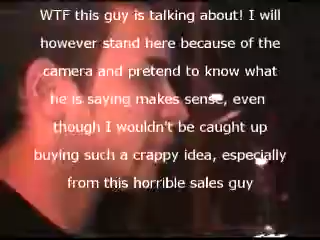 WTF this guy is talking about! I will
however stand here because of the
camera and pretend to know what
he is saying makes sense, even
though I wouldn't be caught up
buying such a crappy idea, especially
from this horrible sales guy